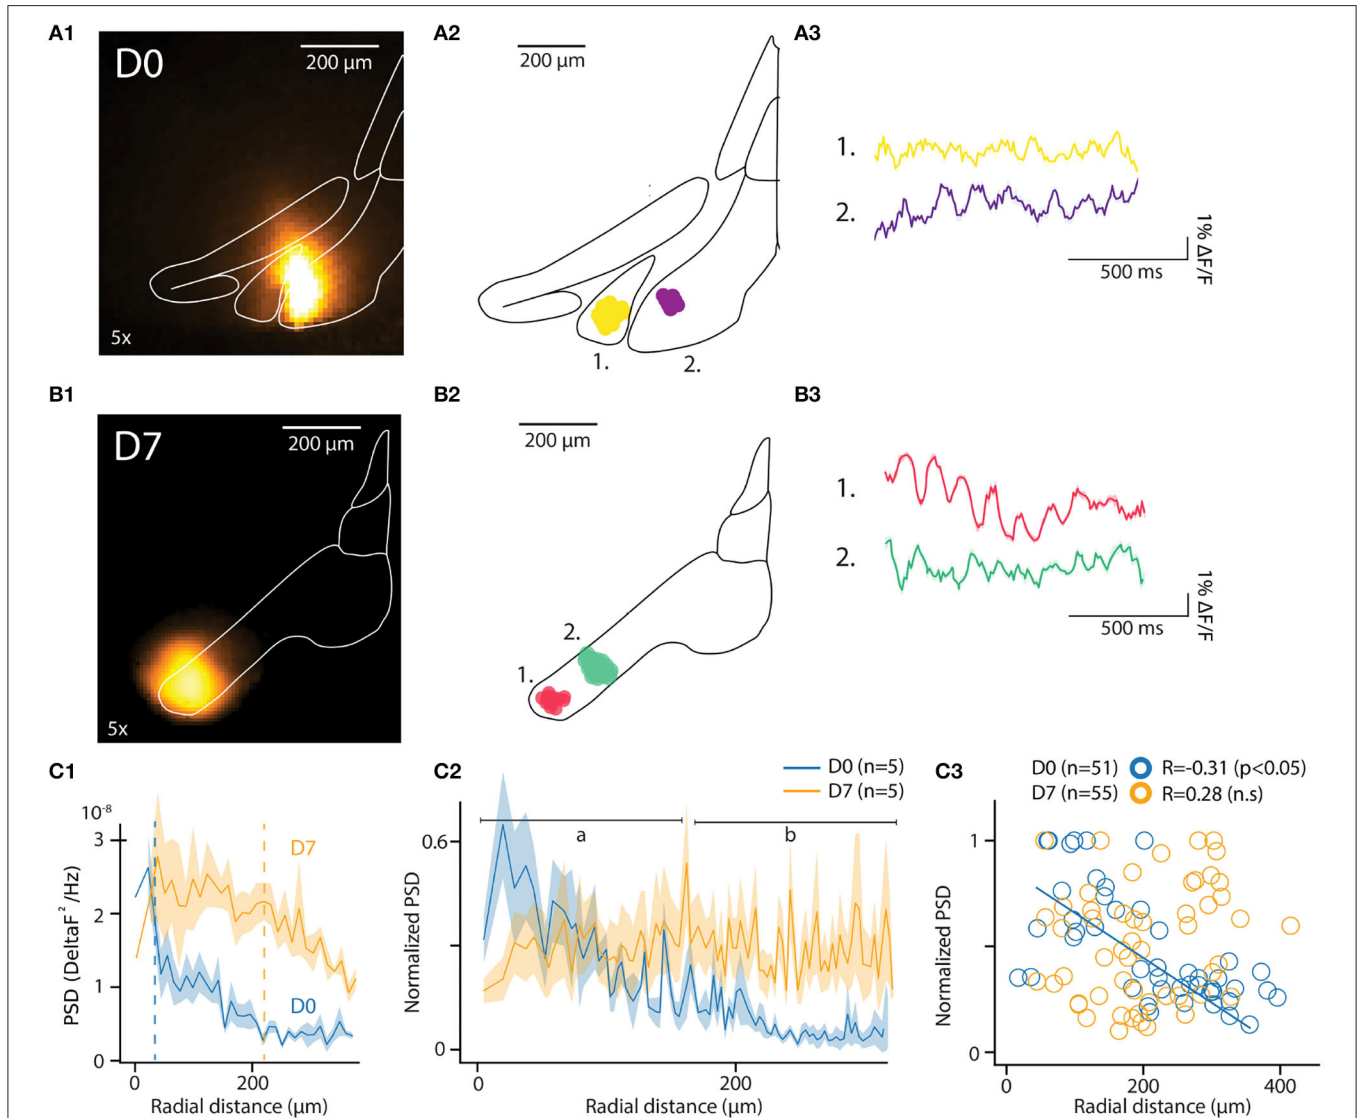 A1
D0
200 µm
5x
A2
200 µm
1.
2.
A3
1.
2.
500 ms
1% ΔF/F
B1
D7
200 µm
5x
B2
200 µm
2.
1.
B3
1.
2.
500 ms
1% ΔF/F
C1
10⁻⁸
3
2
1
0
PSD (DeltaF²/Hz)
D7
D0
0
200
Radial distance (µm)
C2
D0 (n=5)
D7 (n=5)
a
b
0.6
0
Normalized PSD
0
200
Radial distance (µm)
C3
D0 (n=51) R=-0.31 (p<0.05)
D7 (n=55) R=0.28 (n.s)
1
0
Normalized PSD
0
200
400
Radial distance (µm)